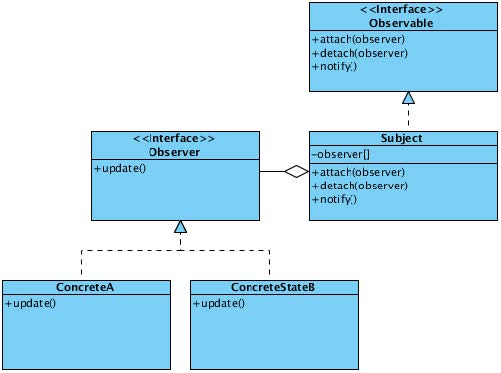 <<Interface>>
Observable
+attach(observer)
+detach(observer)
+notify()
<<Interface>>
Observer
+update()
Subject
-observer[]
+attach(observer)
+detach(observer)
+notify()
ConcreteA
+update()
ConcreteStateB
+update()